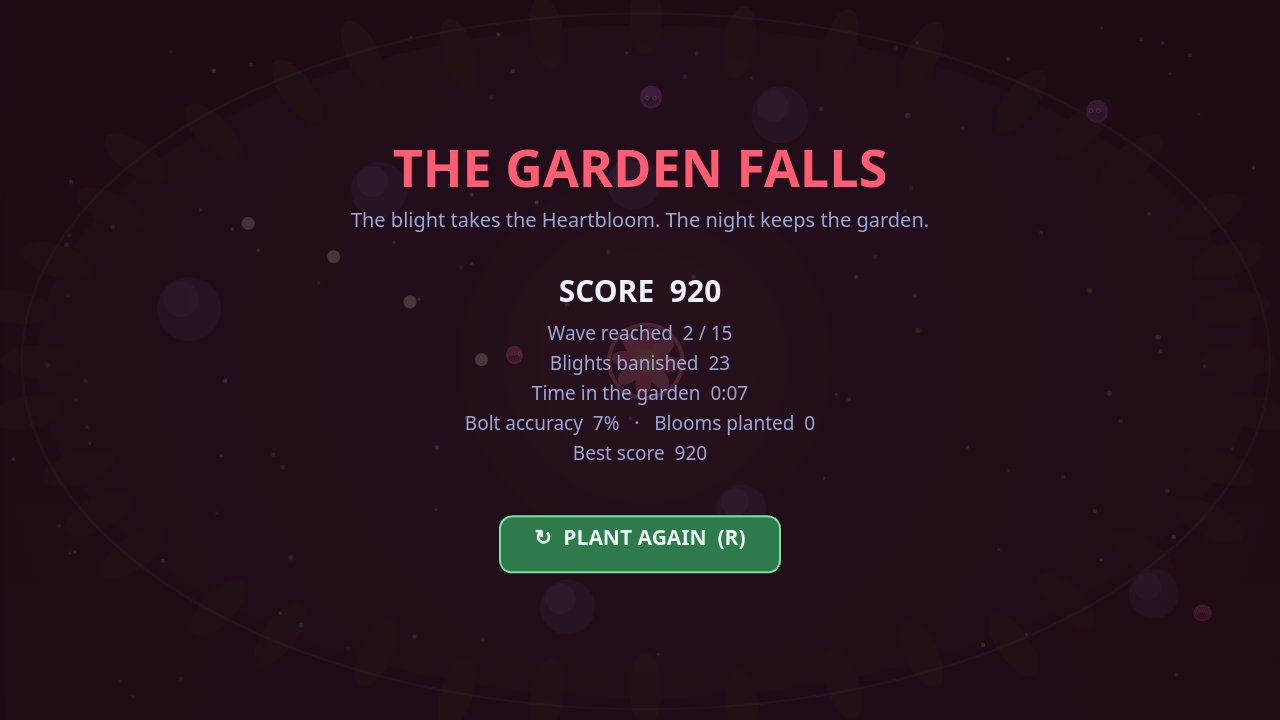 THE GARDEN FALLS
The blight takes the Heartbloom. The night keeps the garden.
SCORE 920
Wave reached 2 / 15
Blights banished 23
Time in the garden 0:07
Bolt accuracy 7% · Blooms planted 0
Best score 920
↻ PLANT AGAIN (R)